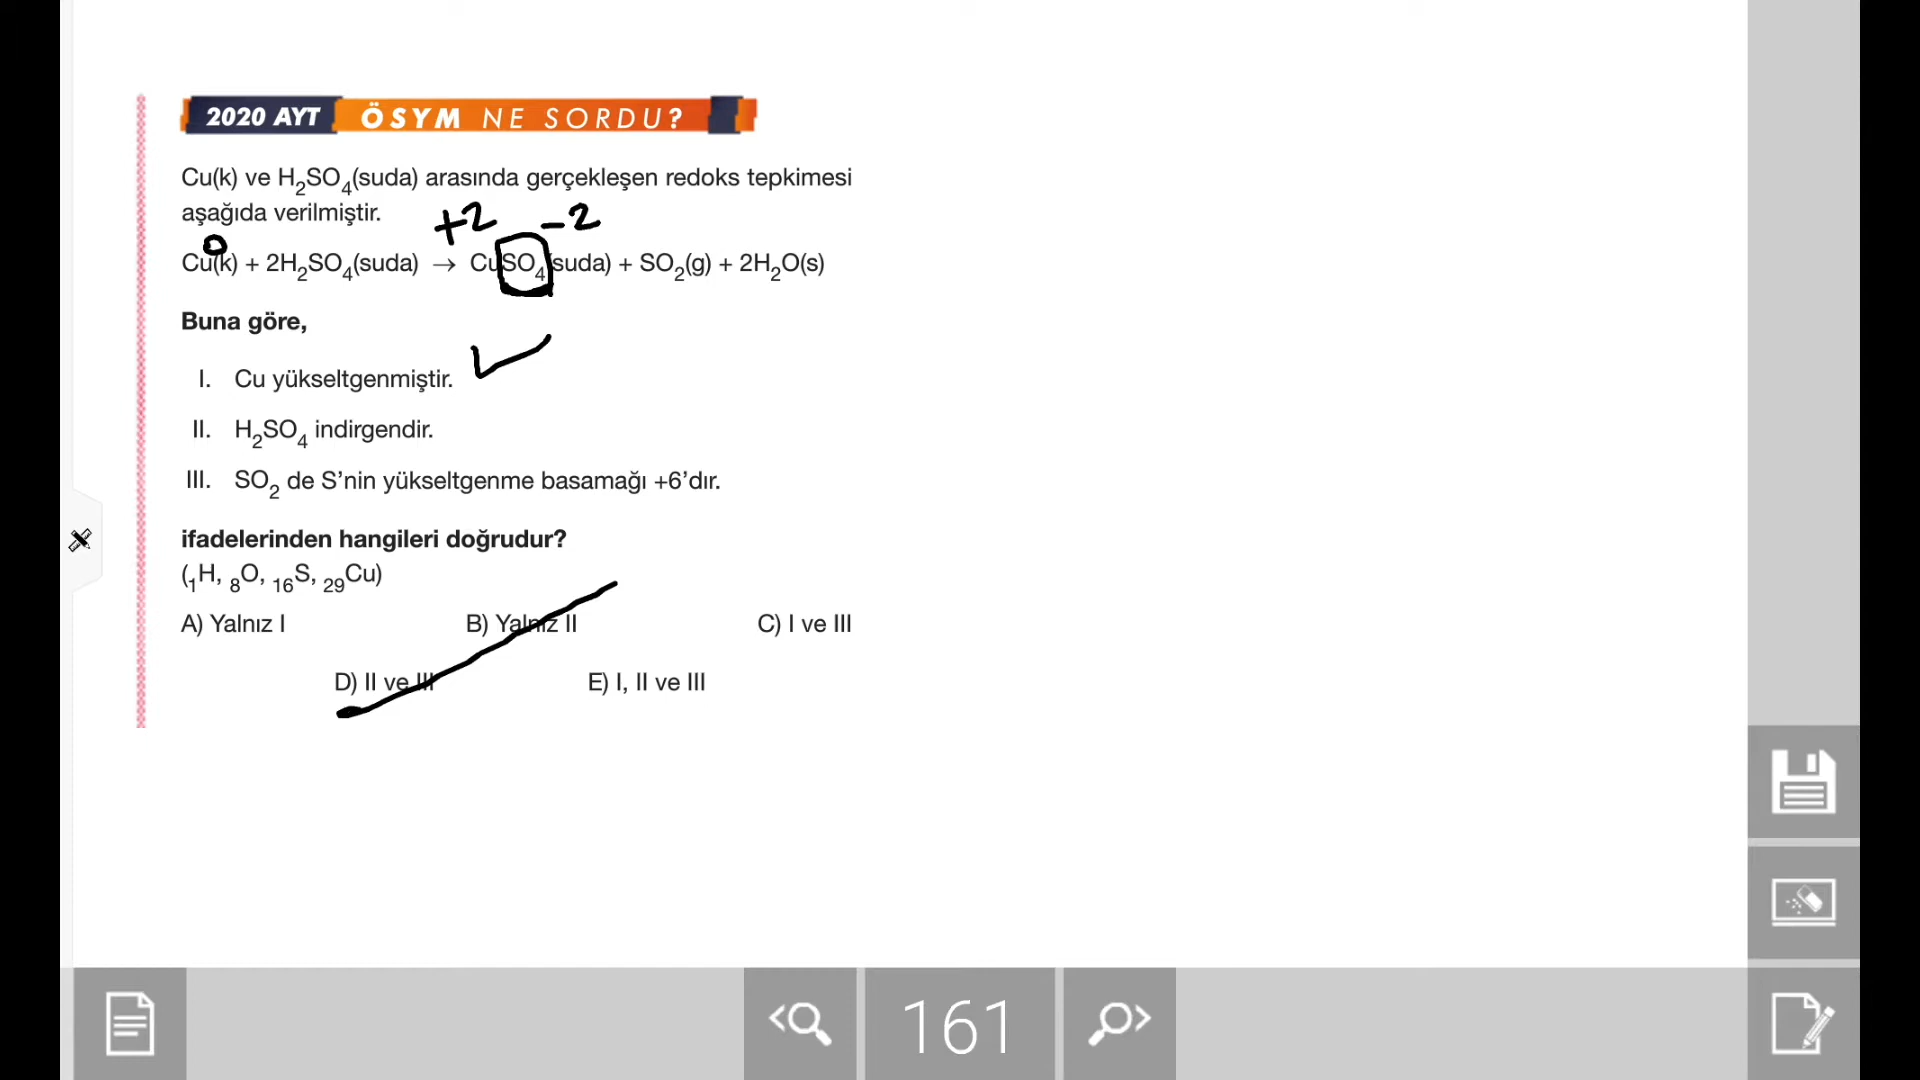 2020 AYT ÖSYM NE SORDU?
Cu(k) ve H₂SO₄(suda) arasında gerçekleşen redoks tepkimesi
aşağıda verilmiştir.
+2 -2
0
Cu(k) + 2H₂SO₄(suda) → CuSO₄(suda) + SO₂(g) + 2H₂O(s)
Buna göre,
I. Cu yükseltgenmiştir.
II. H₂SO₄ indirgendir.
III. SO₂ de S’nin yükseltgenme basamağı +6’dır.
ifadelerinden hangileri doğrudur?
(₁H, ₈O, ₁₆S, ₂₉Cu)
A) Yalnız I B) Yalnız II C) I ve III
D) II ve III E) I, II ve III
161